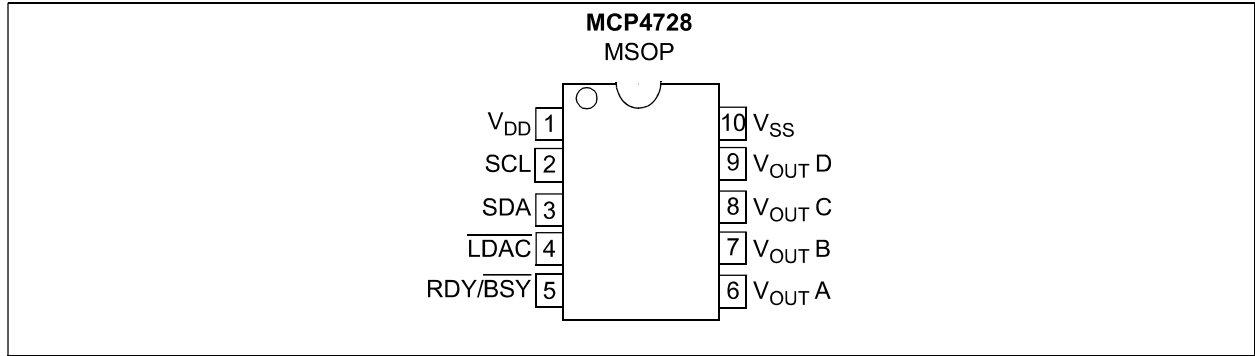 MCP4728
MSOP
VDD 1
10 VSS
SCL 2
9 VOUT D
SDA 3
8 VOUT C
LDAC 4
7 VOUT B
RDY/BSY 5
6 VOUT A